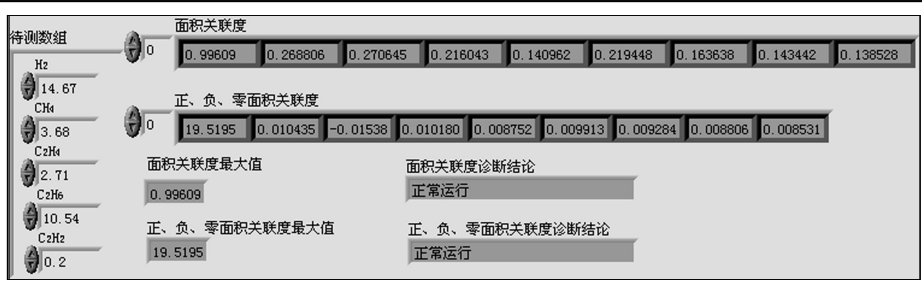 待测数组
H₂
14.67
CH₄
3.68
C₂H₄
2.71
C₂H₆
10.54
C₂H₂
0.2
面积关联度
0 0.99609 0.268806 0.270645 0.216043 0.140962 0.219448 0.163638 0.143442 0.138528
正、负、零面积关联度
0 19.5195 0.010435 -0.01538 0.010180 0.008752 0.009913 0.009284 0.008806 0.008531
面积关联度最大值
0.99609
面积关联度诊断结论
正常运行
正、负、零面积关联度最大值
19.5195
正、负、零面积关联度诊断结论
正常运行